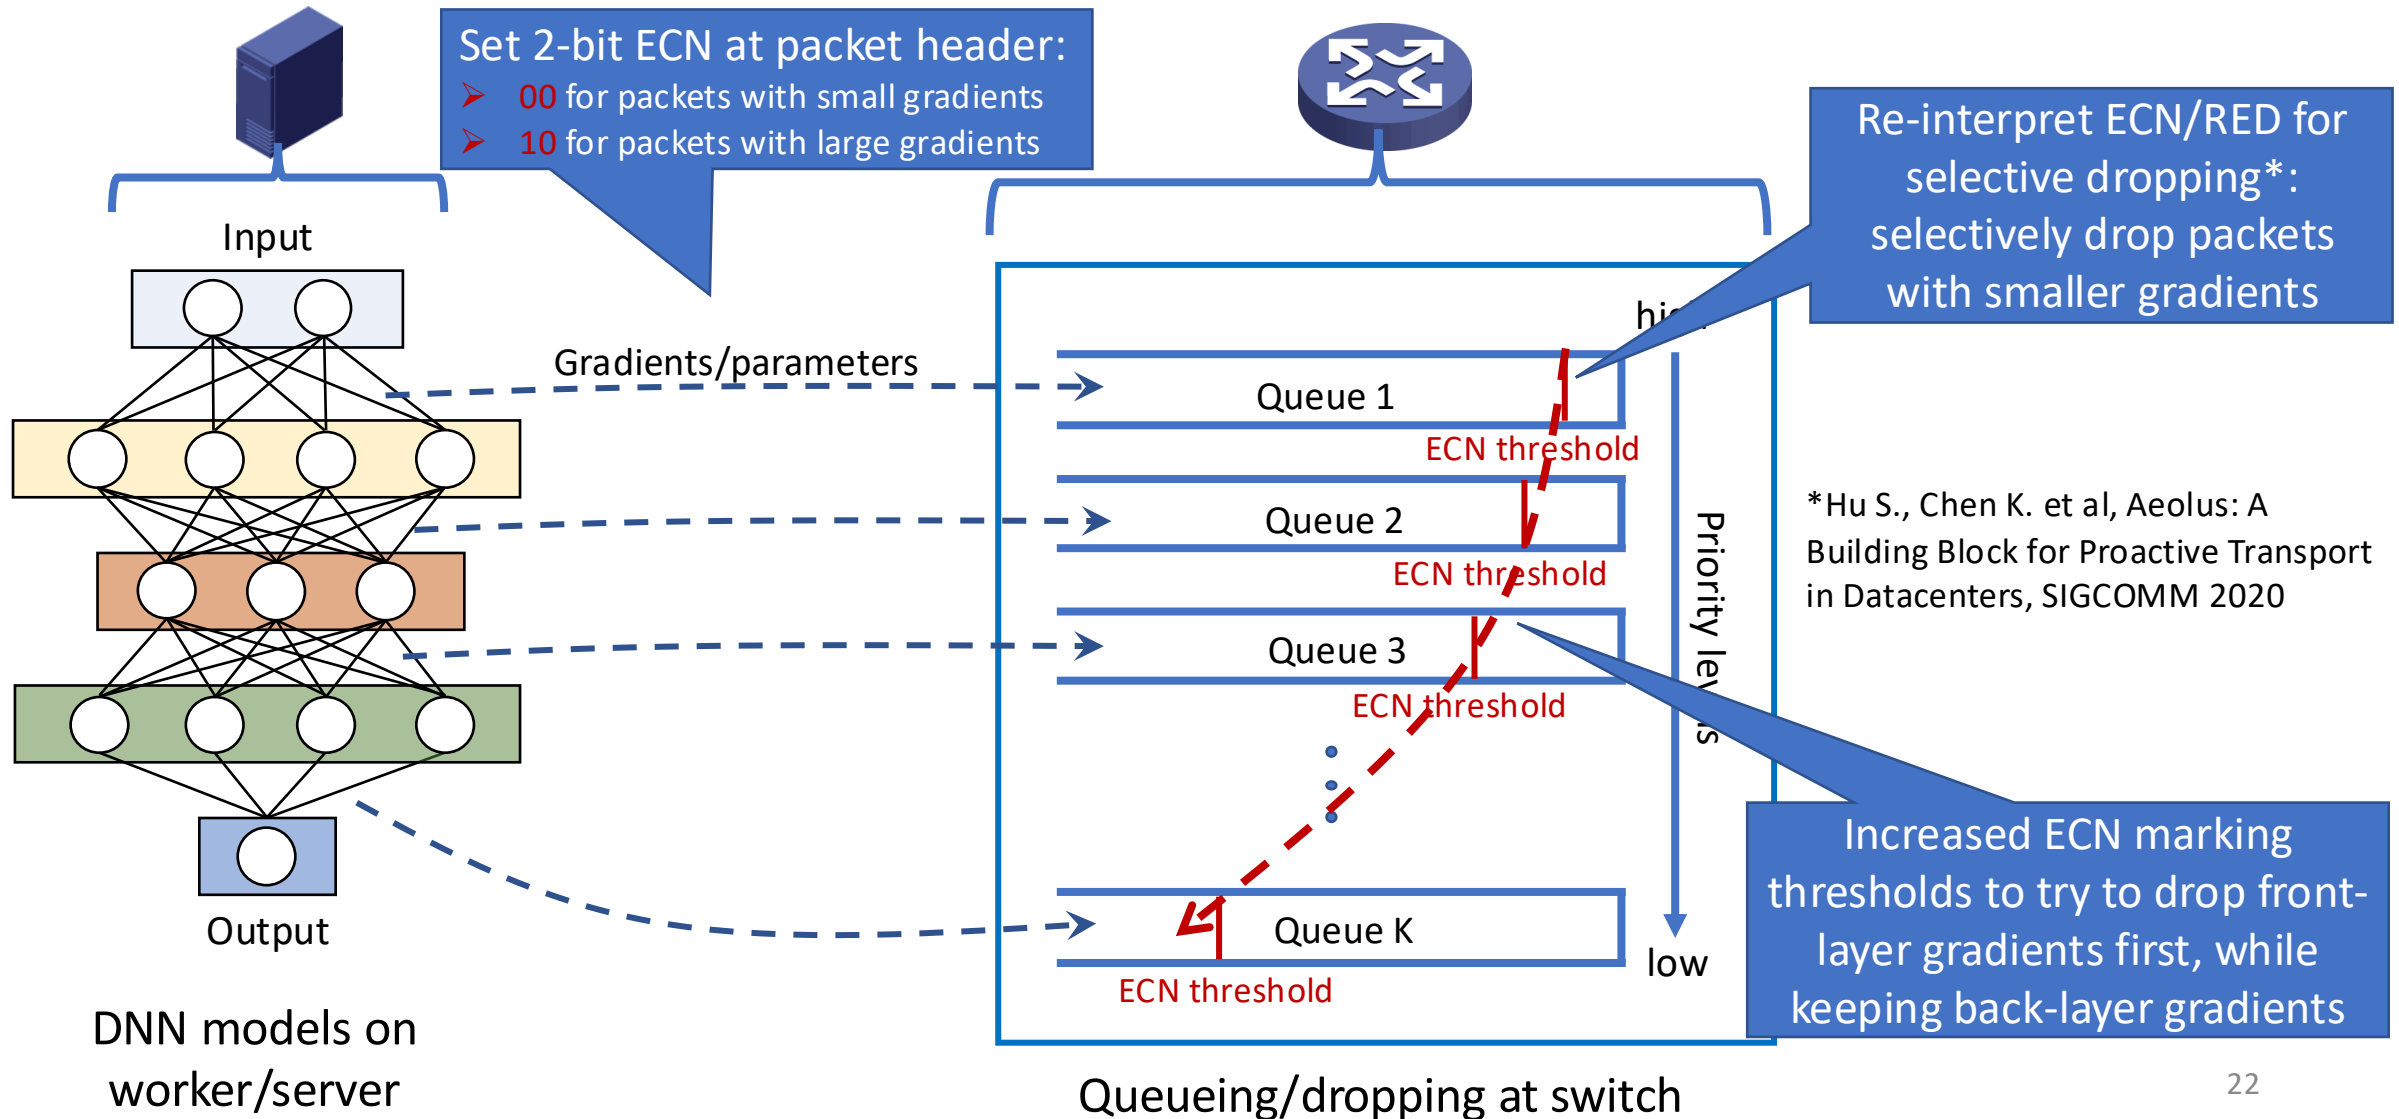 Set 2-bit ECN at packet header:
➢ 00 for packets with small gradients
➢ 10 for packets with large gradients
Re-interpret ECN/RED for
selective dropping*:
selectively drop packets
with smaller gradients
Input
Gradients/parameters
high
Queue 1
ECN threshold
Queue 2
ECN threshold
Queue 3
ECN threshold
Priority levels
*Hu S., Chen K. et al, Aeolus: A
Building Block for Proactive Transport
in Datacenters, SIGCOMM 2020
Increased ECN marking
thresholds to try to drop front-
layer gradients first, while
keeping back-layer gradients
Queue K
ECN threshold
low
Output
DNN models on
worker/server
Queueing/dropping at switch
22